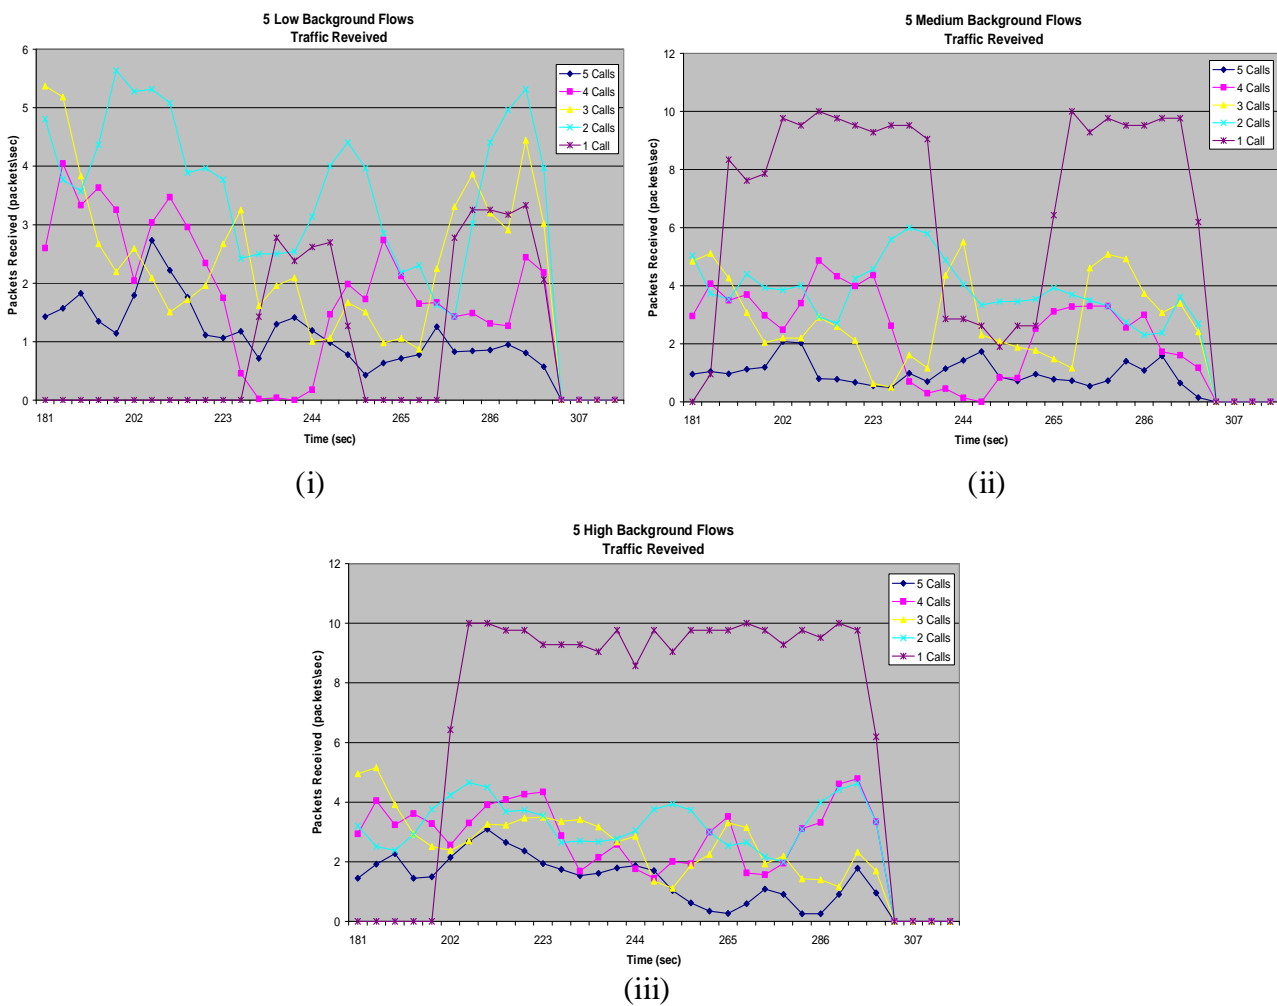 5 Low Background Flows
Traffic Reveived
Packets Received (packets\sec)
6
5
4
3
2
1
0
181
202
223
244
265
286
307
Time (sec)
5 Calls
4 Calls
3 Calls
2 Calls
1 Call
(i)
5 Medium Background Flows
Traffic Reveived
Packets Received (packets\sec)
12
10
8
6
4
2
0
181
202
223
244
265
286
307
Time (sec)
5 Calls
4 Calls
3 Calls
2 Calls
1 Call
(ii)
5 High Background Flows
Traffic Reveived
Packets Received (packets\sec)
12
10
8
6
4
2
0
181
202
223
244
265
286
307
Time (sec)
5 Calls
4 Calls
3 Calls
2 Calls
1 Calls
(iii)